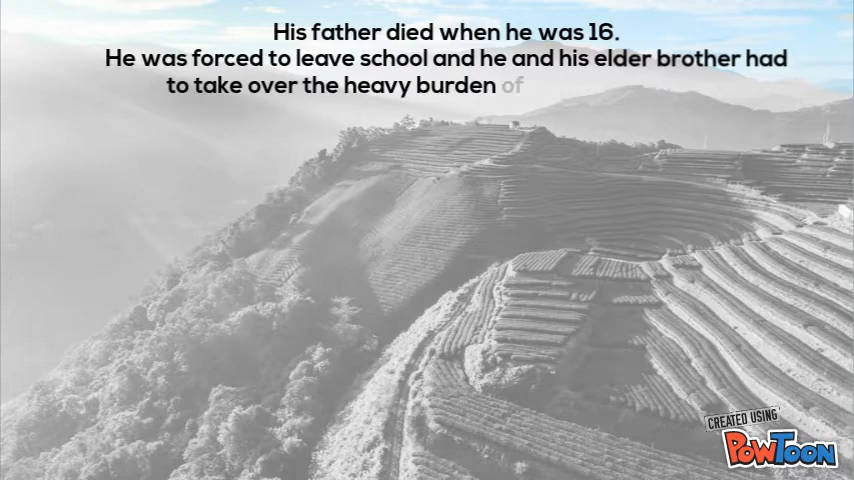 His father died when he was 16.
He was forced to leave school and he and his elder brother had
to take over the heavy burden of
CREATED USING
POWTOON